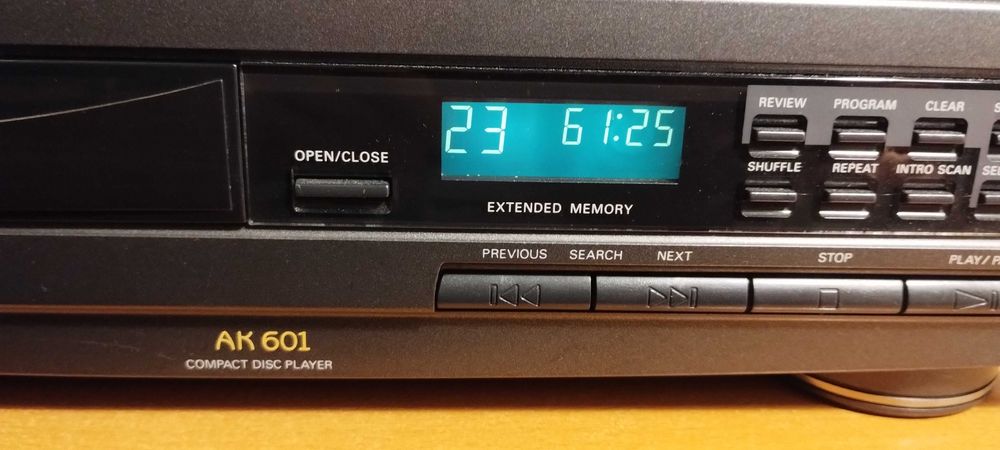 REVIEW PROGRAM CLEAR
23 61:25
OPEN/CLOSE
SHUFFLE REPEAT INTRO SCAN
EXTENDED MEMORY
PREVIOUS SEARCH NEXT STOP PLAY/
AK 601
COMPACT DISC PLAYER